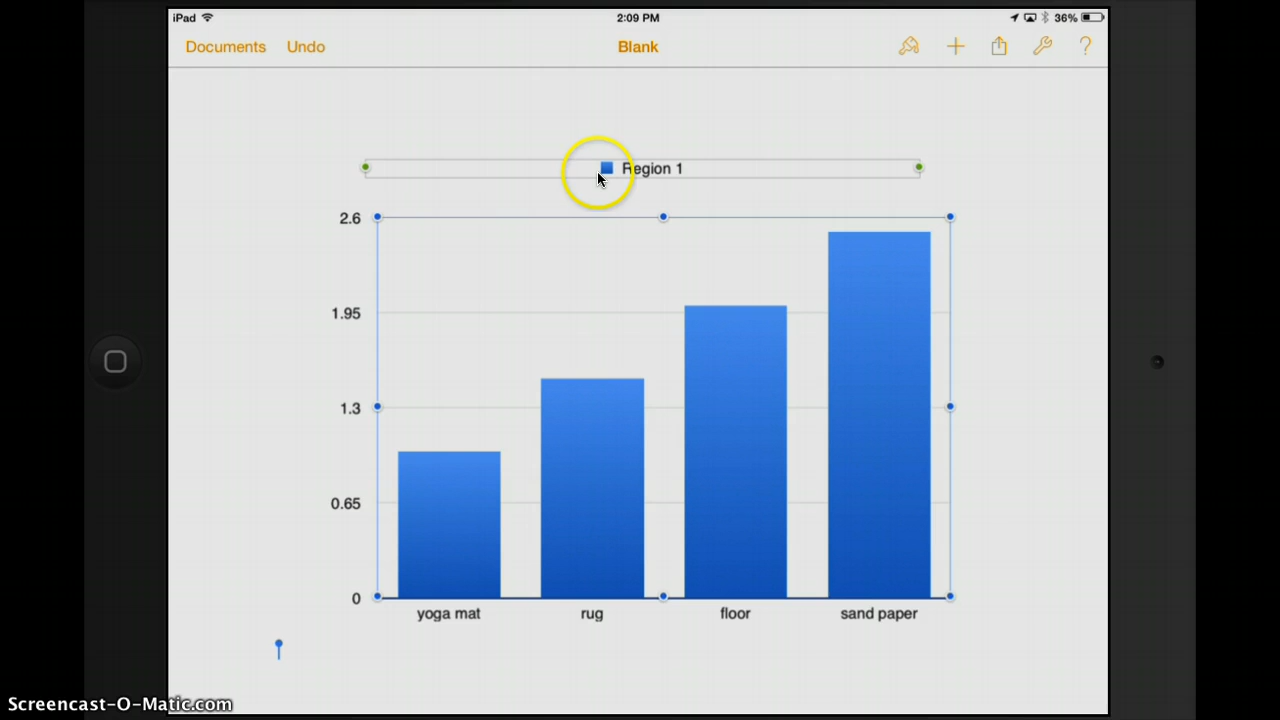 iPad 2:09 PM 36%
Documents Undo Blank ?
Region 1
2.6
1.95
1.3
0.65
0
yoga mat rug floor sand paper
Screencast-O-Matic.com